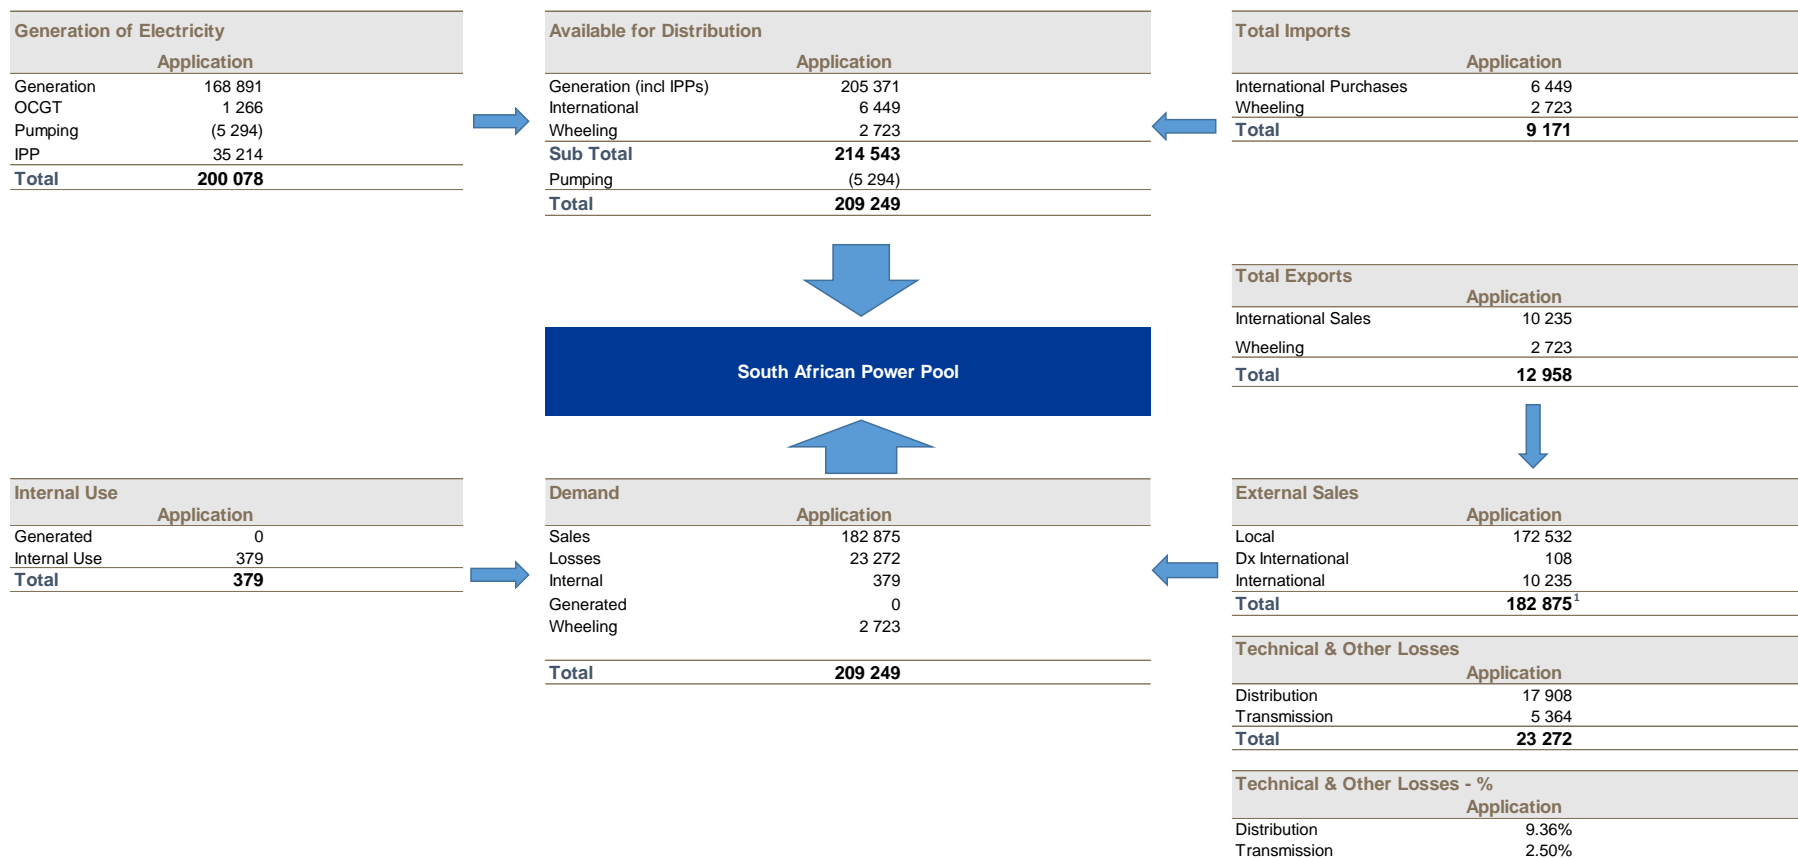 Generation of Electricity
Application
Generation 168 891
OCGT 1 266
Pumping (5 294)
IPP 35 214
Total 200 078
Available for Distribution
Application
Generation (incl IPPs) 205 371
International 6 449
Wheeling 2 723
Sub Total 214 543
Pumping (5 294)
Total 209 249
Total Imports
Application
International Purchases 6 449
Wheeling 2 723
Total 9 171
Total Exports
Application
International Sales 10 235
Wheeling 2 723
Total 12 958
South African Power Pool
Internal Use
Application
Generated 0
Internal Use 379
Total 379
Demand
Application
Sales 182 875
Losses 23 272
Internal 379
Generated 0
Wheeling 2 723
Total 209 249
External Sales
Application
Local 172 532
Dx International 108
International 10 235
Total 182 875 1
Technical & Other Losses
Application
Distribution 17 908
Transmission 5 364
Total 23 272
Technical & Other Losses - %
Application
Distribution 9.36%
Transmission 2.50%